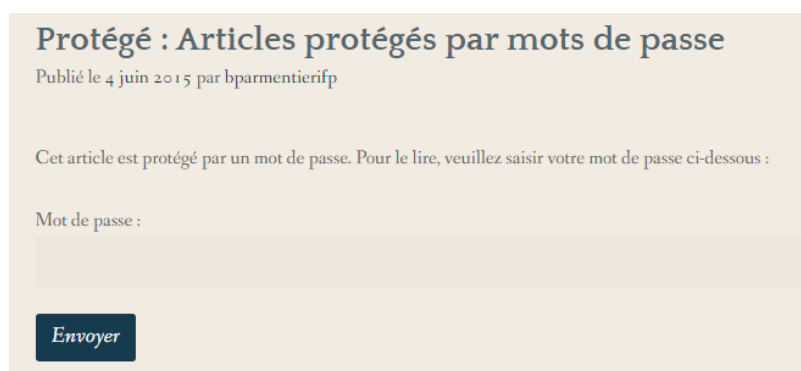 Protégé : Articles protégés par mots de passe
Publié le 4 juin 2015 par bparmentierifp
Cet article est protégé par un mot de passe. Pour le lire, veuillez saisir votre mot de passe ci-dessous :
Mot de passe :
Envoyer